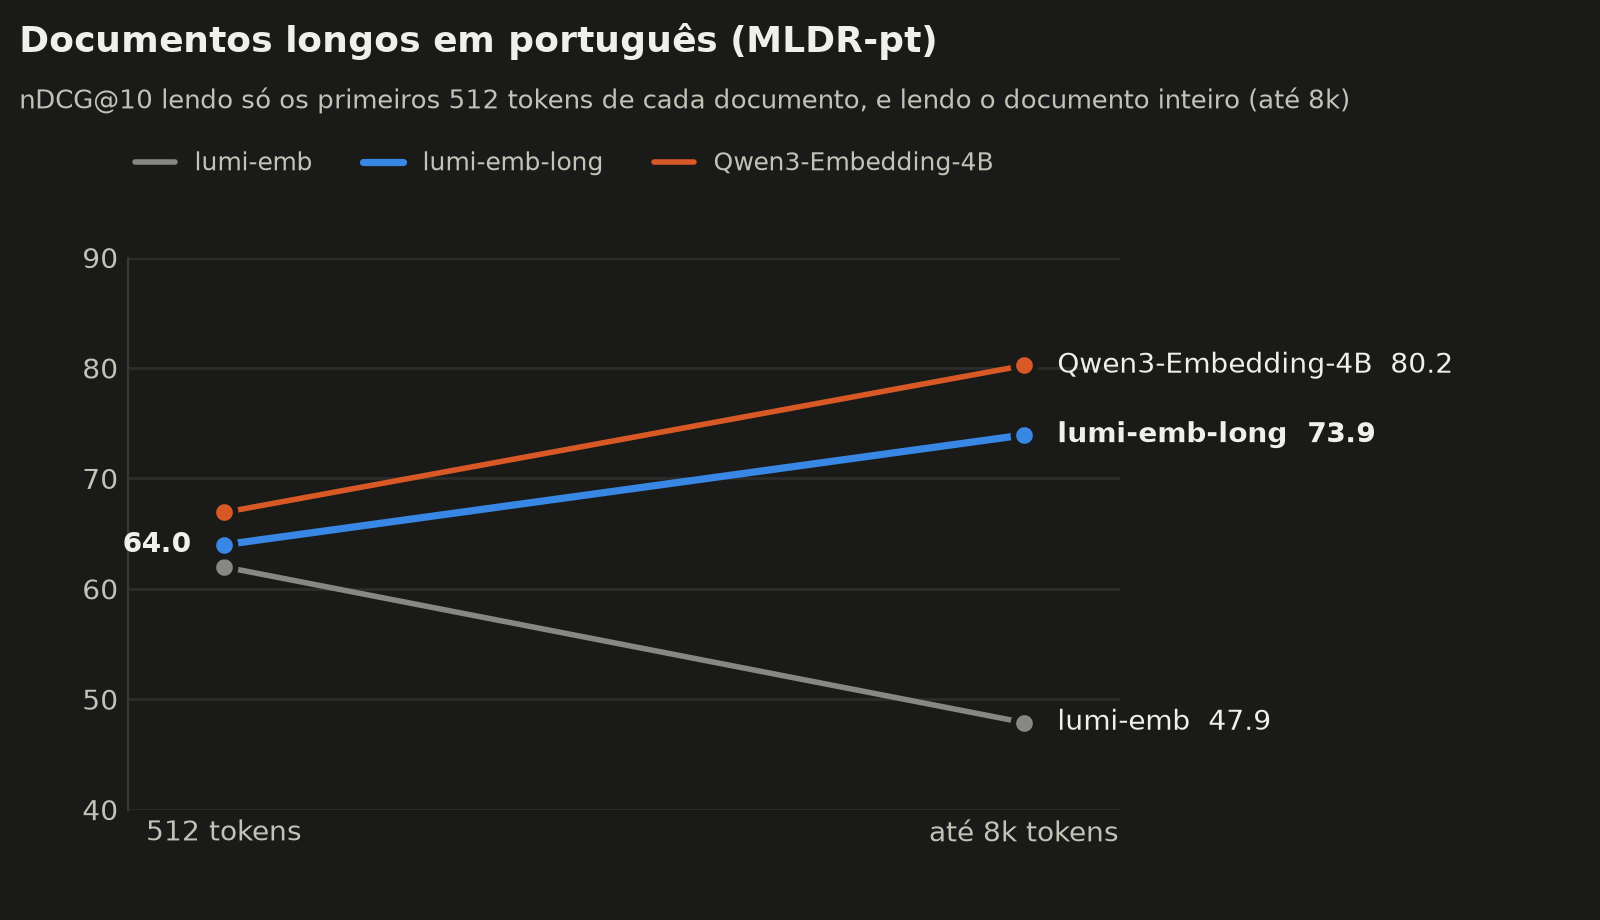 Documentos longos em português (MLDR-pt)
nDCG@10 lendo só os primeiros 512 tokens de cada documento, e lendo o documento inteiro (até 8k)
lumi-emb lumi-emb-long Qwen3-Embedding-4B
90
80 Qwen3-Embedding-4B 80.2
lumi-emb-long 73.9
70
64.0
60
50 lumi-emb 47.9
40
512 tokens até 8k tokens